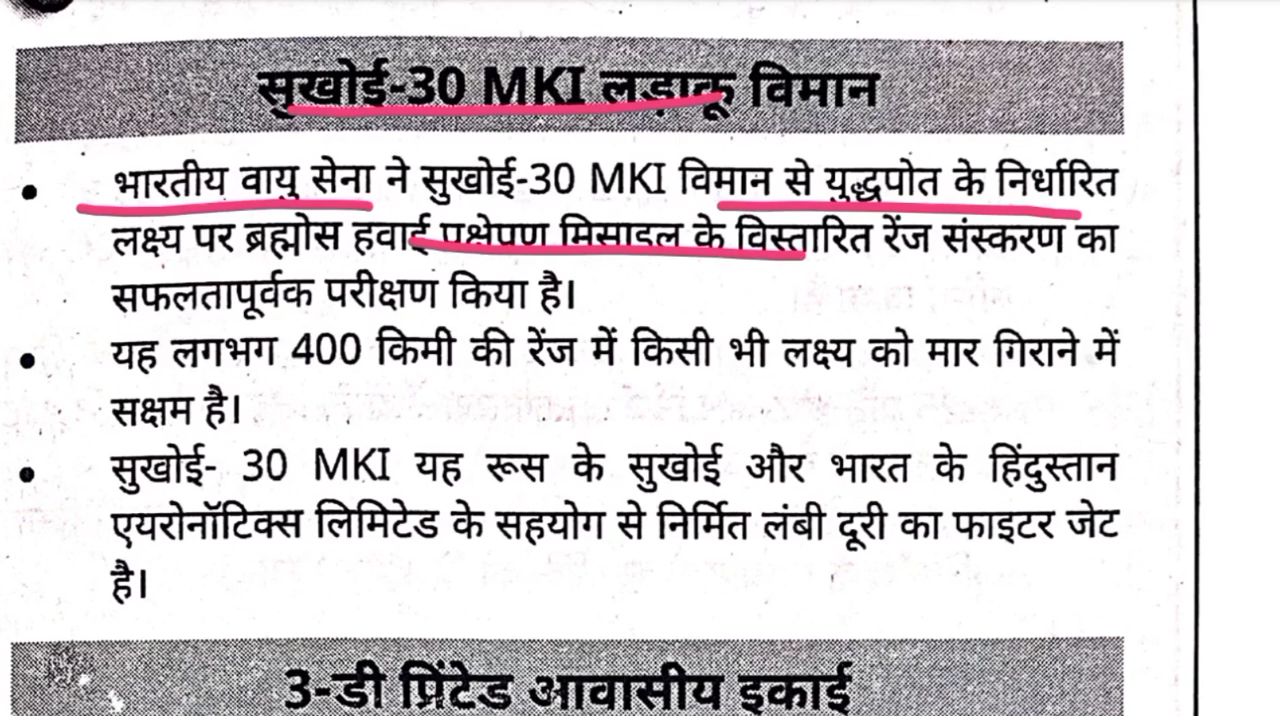 सुखोई-30 MKI लड़ाकू विमान
• भारतीय वायु सेना ने सुखोई-30 MKI विमान से युद्धपोत के निर्धारित
लक्ष्य पर ब्रह्मोस हवाई प्रक्षेपण मिसाइल के विस्तारित रेंज संस्करण का
सफलतापूर्वक परीक्षण किया है।
• यह लगभग 400 किमी की रेंज में किसी भी लक्ष्य को मार गिराने में
सक्षम है।
• सुखोई- 30 MKI यह रूस के सुखोई और भारत के हिंदुस्तान
एयरोनॉटिक्स लिमिटेड के सहयोग से निर्मित लंबी दूरी का फाइटर जेट
है।
3-डी प्रिंटेड आवासीय इकाई